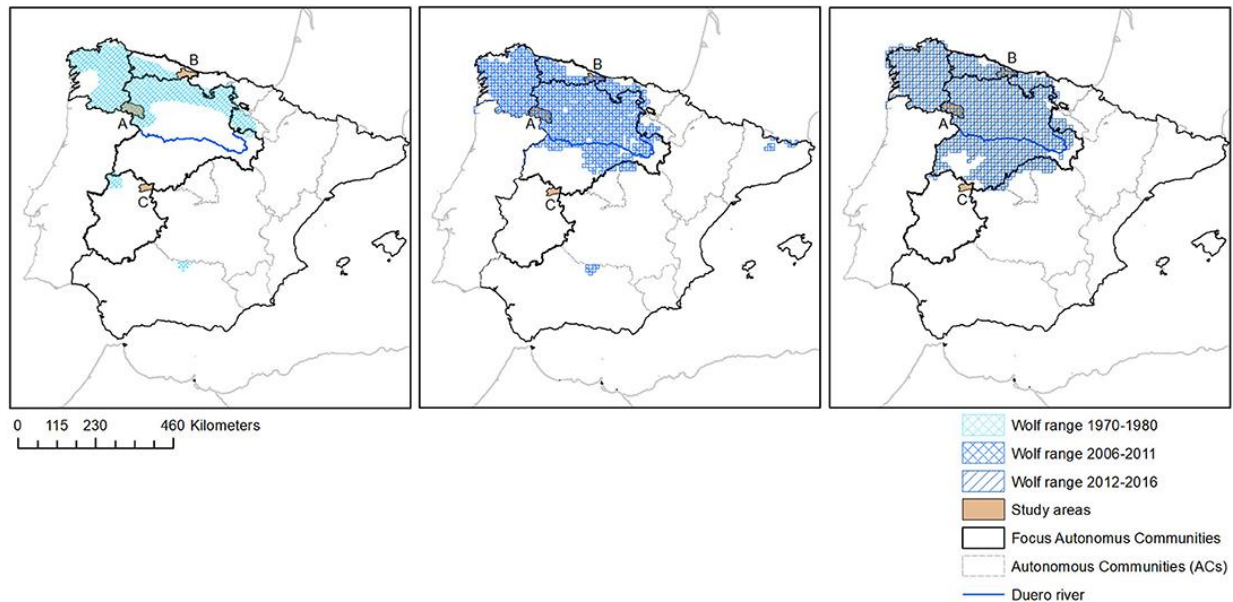 B
A
C
B
A
C
B
A
C
0 115 230 460 Kilometers
Wolf range 1970-1980
Wolf range 2006-2011
Wolf range 2012-2016
Study areas
Focus Autonomus Communities
Autonomous Communities (ACs)
Duero river